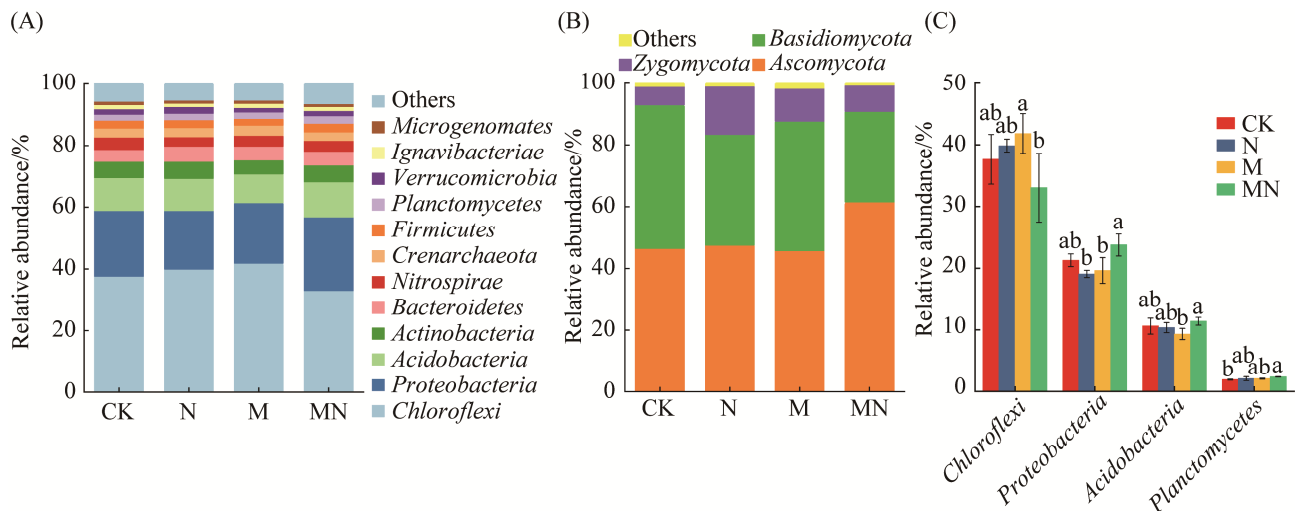 (A)
Relative abundance/%
100
80
60
40
20
0
CK N M MN
Others
Microgenomates
Ignavibacteriae
Verrucomicrobia
Planctomycetes
Firmicutes
Crenarchaeota
Nitrospirae
Bacteroidetes
Actinobacteria
Acidobacteria
Proteobacteria
Chloroflexi
(B)
Others Basidiomycota
Zygomycota Ascomycota
Relative abundance/%
100
80
60
40
20
0
CK N M MN
(C)
Relative abundance/%
50
40
30
20
10
0
ab ab a b
ab b b a
ab ab b a
b ab ab a
CK
N
M
MN
Chloroflexi
Proteobacteria
Acidobacteria
Planctomycetes